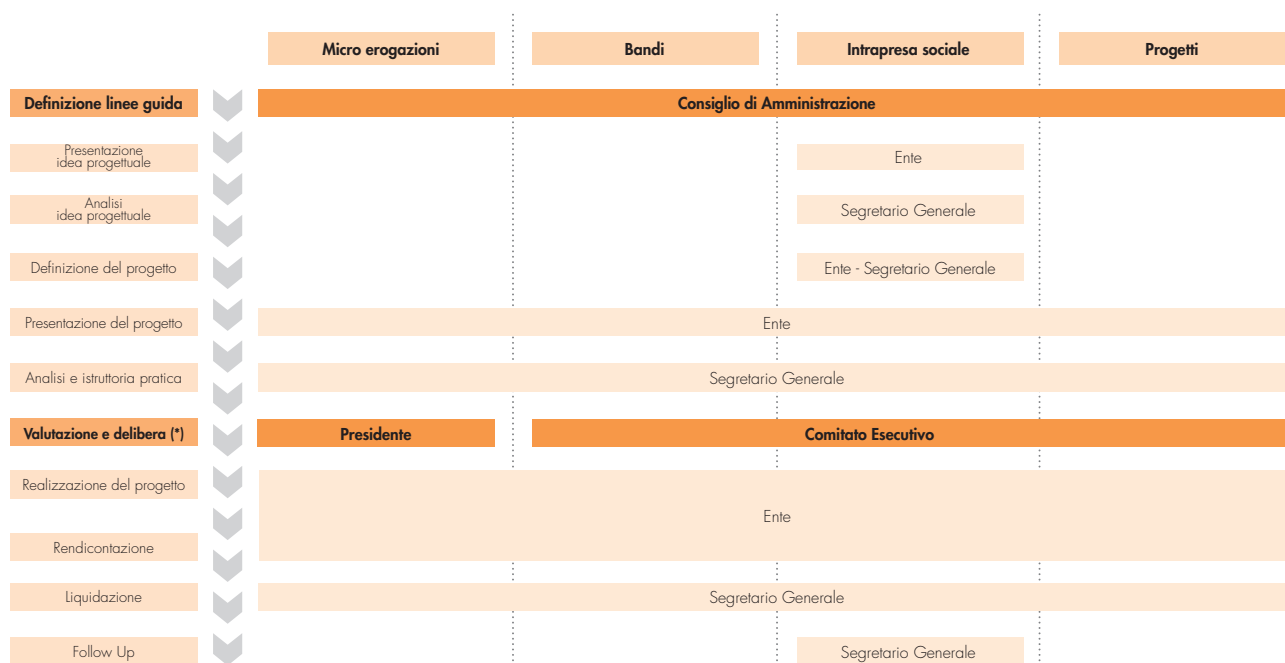 Micro erogazioni
Bandi
Intrapresa sociale
Progetti
Definizione linee guida
Consiglio di Amministrazione
Presentazione
idea progettuale
Ente
Analisi
idea progettuale
Segretario Generale
Definizione del progetto
Ente - Segretario Generale
Presentazione del progetto
Ente
Analisi e istruttoria pratica
Segretario Generale
Valutazione e delibera (*)
Presidente
Comitato Esecutivo
Realizzazione del progetto
Ente
Rendicontazione
Liquidazione
Segretario Generale
Follow Up
Segretario Generale